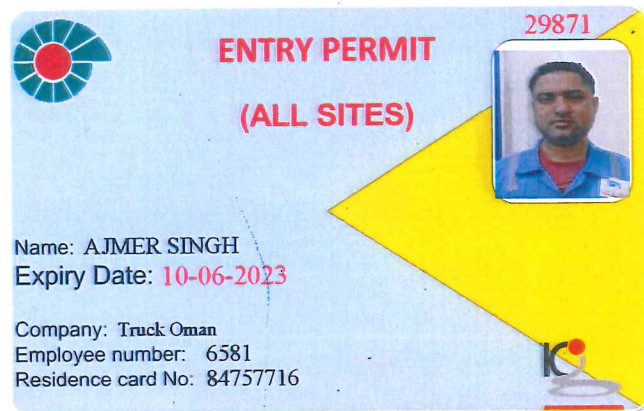 29871
ENTRY PERMIT
(ALL SITES)
Name: AJMER SINGH
Expiry Date: 10-06-2023
Company: Truck Oman
Employee number: 6581
Residence card No: 84757716